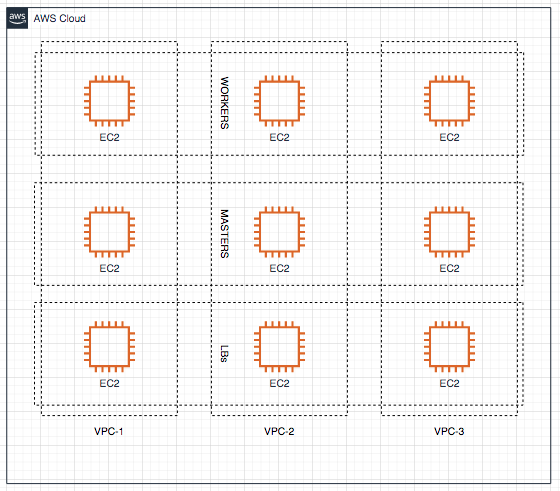 aws
AWS Cloud
WORKERS
EC2
EC2
EC2
MASTERS
EC2
EC2
EC2
LBs
EC2
EC2
EC2
VPC-1
VPC-2
VPC-3